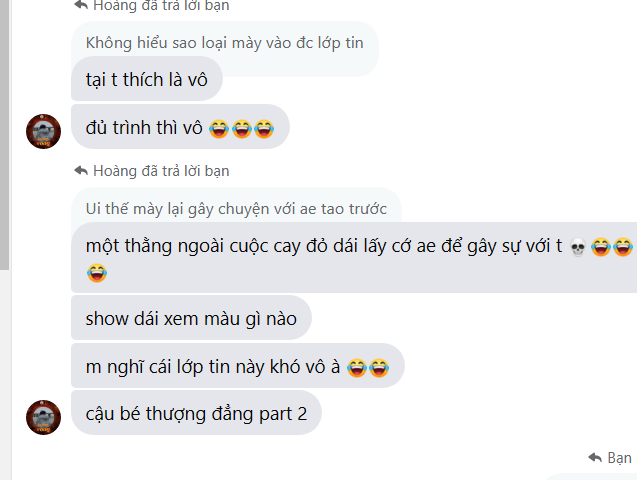 Hoàng đã trả lời bạn
Không hiểu sao loại mày vào đc lớp tin
tại t thích là vô
đủ trình thì vô 😂😂😂
Hoàng đã trả lời bạn
Ui thế mày lại gây chuyện với ae tao trước
một thằng ngoài cuộc cay đỏ dái lấy cớ ae để gây sự với t 💀😂😂
😂
show dái xem màu gì nào
m nghĩ cái lớp tin này khó vô à 😂😂
cậu bé thượng đẳng part 2
Bạn